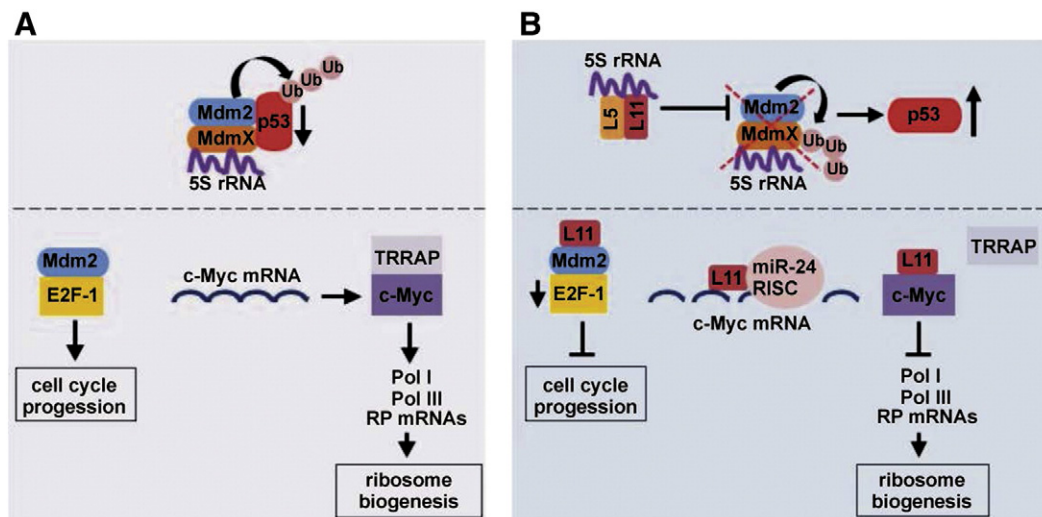 A
Ub
Ub
Ub
Mdm2
p53
MdmX
5S rRNA
Mdm2
E2F-1
cell cycle
progession
c-Myc mRNA
TRRAP
c-Myc
Pol I
Pol III
RP mRNAs
ribosome
biogenesis
B
5S rRNA
L5
L11
Mdm2
MdmX
Ub
Ub
Ub
5S rRNA
p53
L11
Mdm2
E2F-1
cell cycle
progession
L11
miR-24
RISC
c-Myc mRNA
TRRAP
L11
c-Myc
Pol I
Pol III
RP mRNAs
ribosome
biogenesis